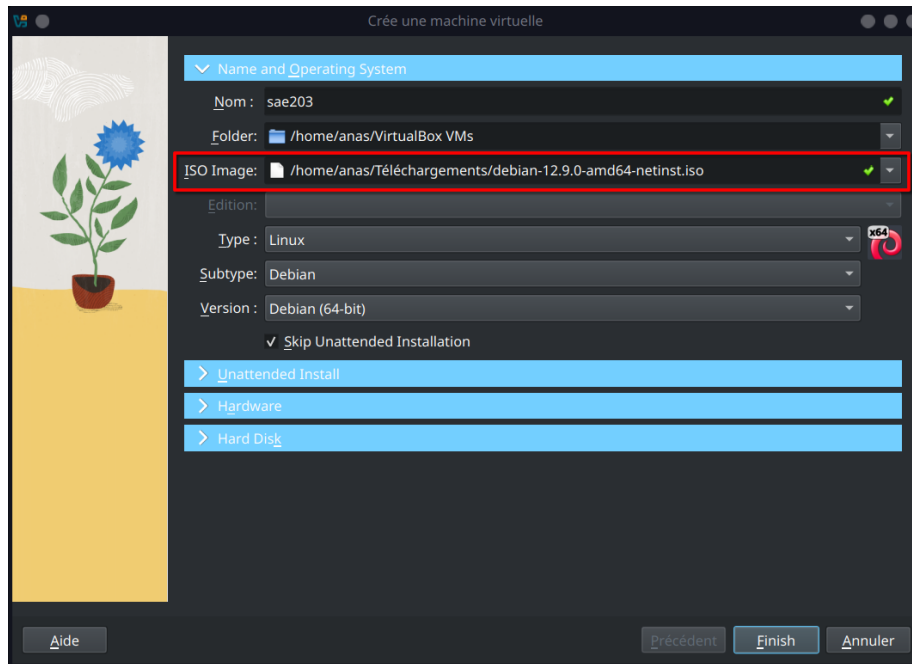 Crée une machine virtuelle
Name and Operating System
Nom : sae203
Folder: /home/anas/VirtualBox VMs
ISO Image: /home/anas/Téléchargements/debian-12.9.0-amd64-netinst.iso
Edition:
Type : Linux
x64
Subtype: Debian
Version : Debian (64-bit)
Skip Unattended Installation
Unattended Install
Hardware
Hard Disk
Aide Précédent Finish Annuler